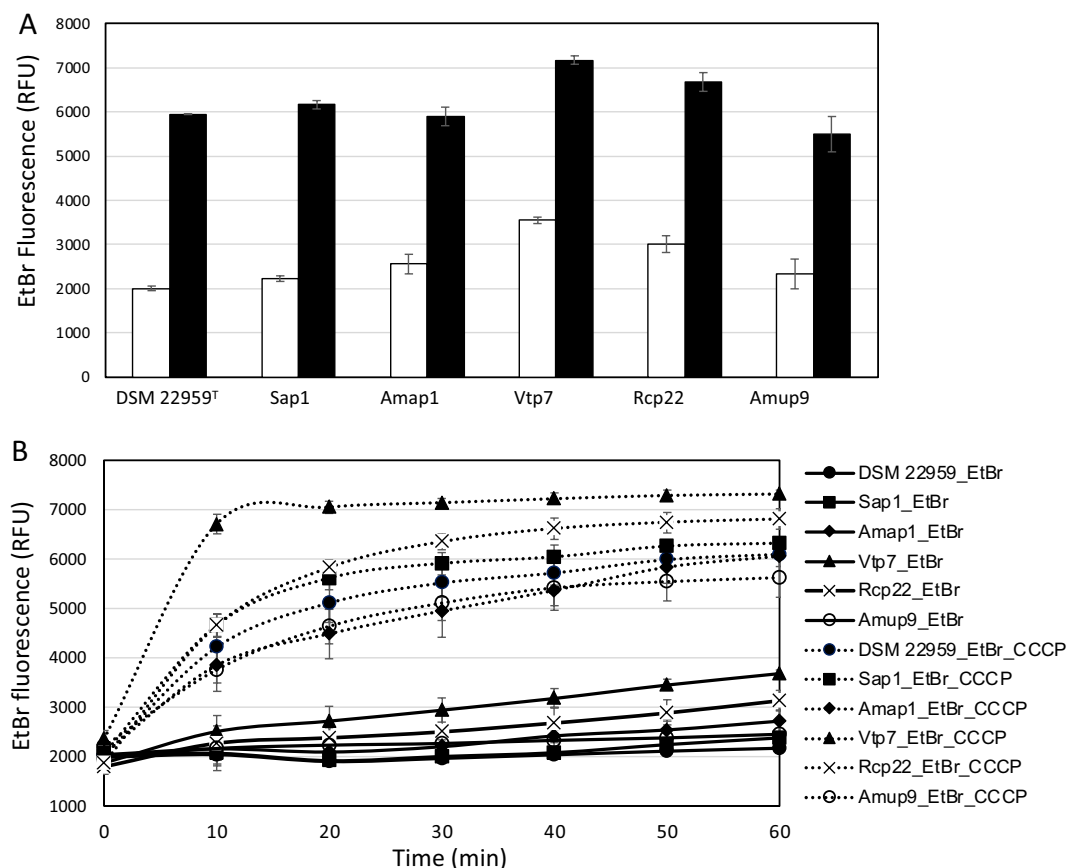 A
EtBr Fluorescence (RFU)
8000
7000
6000
5000
4000
3000
2000
1000
0
DSM 22959ᵀ Sap1 Amap1 Vtp7 Rcp22 Amup9
B
EtBr fluorescence (RFU)
8000
7000
6000
5000
4000
3000
2000
1000
0 10 20 30 40 50 60
Time (min)
DSM 22959_EtBr
Sap1_EtBr
Amap1_EtBr
Vtp7_EtBr
Rcp22_EtBr
Amup9_EtBr
DSM 22959_EtBr_CCCP
Sap1_EtBr_CCCP
Amap1_EtBr_CCCP
Vtp7_EtBr_CCCP
Rcp22_EtBr_CCCP
Amup9_EtBr_CCCP